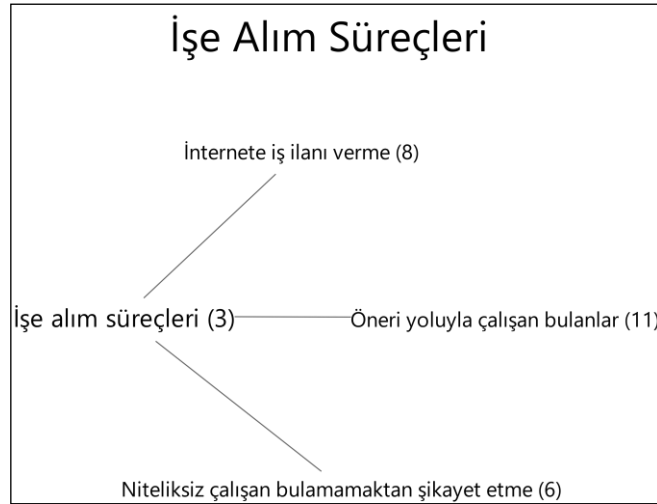 İşe Alım Süreçleri
İnternete iş ilanı verme (8)
İşe alım süreçleri (3)
Öneri yoluyla çalışan bulanlar (11)
Niteliksiz çalışan bulamamaktan şikayet etme (6)